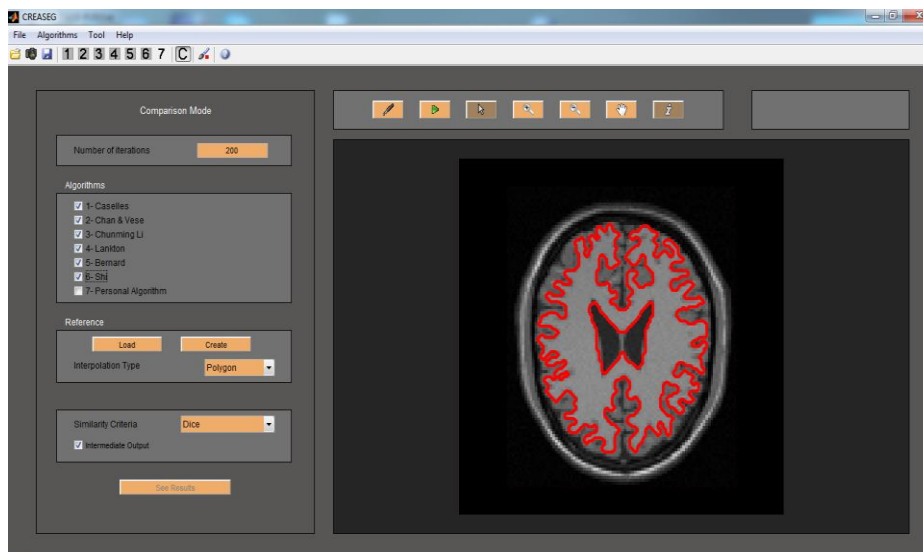 CREASEG
File Algorithms Tool Help
1 2 3 4 5 6 7 C
Comparison Mode
Number of iterations 200
Algorithms
1- Caselles
2- Chan & Vese
3- Chunming Li
4- Lankton
5- Bernard
6- Shi
7- Personal Algorithm
Reference
Load Create
Interpolation Type Polygon
Similarity Criteria Dice
Intermediate Output
See Results
i